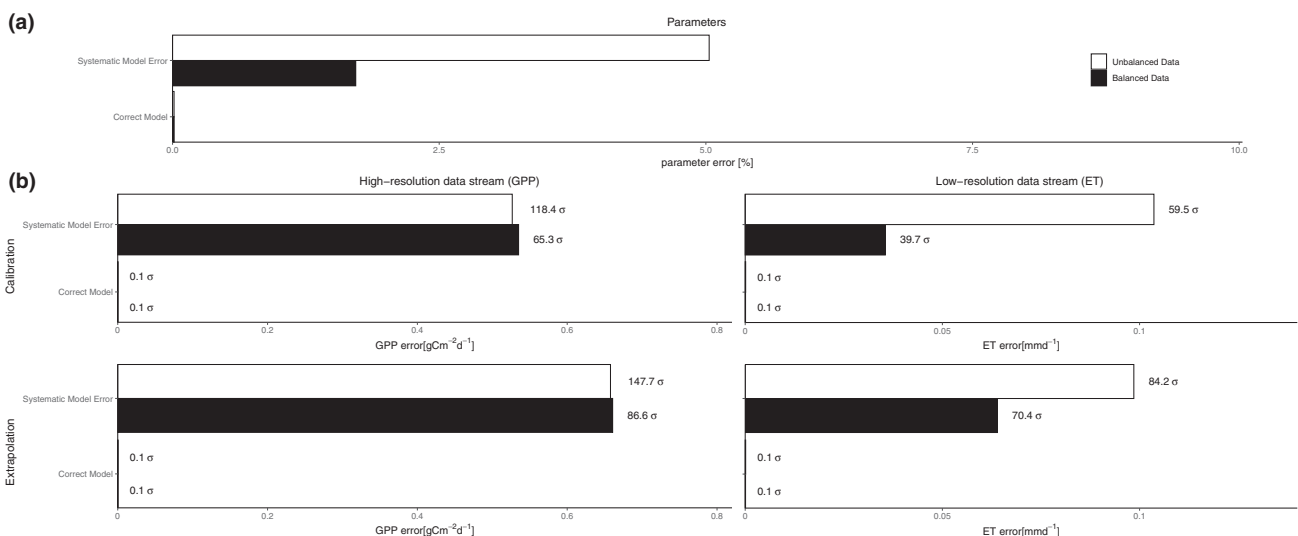 (a)
Parameters
Systematic Model Error
Correct Model
Unbalanced Data
Balanced Data
0.0 2.5 5.0 7.5 10.0
parameter error [%]
(b)
High−resolution data stream (GPP)
Low−resolution data stream (ET)
Calibration
Systematic Model Error
118.4 σ
65.3 σ
Correct Model
0.1 σ
0.1 σ
0 0.2 0.4 0.6 0.8
GPP error[gCm⁻²d⁻¹]
59.5 σ
39.7 σ
0.1 σ
0.1 σ
0 0.05 0.1
ET error[mmd⁻¹]
Extrapolation
Systematic Model Error
147.7 σ
86.6 σ
Correct Model
0.1 σ
0.1 σ
0 0.2 0.4 0.6 0.8
GPP error[gCm⁻²d⁻¹]
84.2 σ
70.4 σ
0.1 σ
0.1 σ
0 0.05 0.1
ET error[mmd⁻¹]